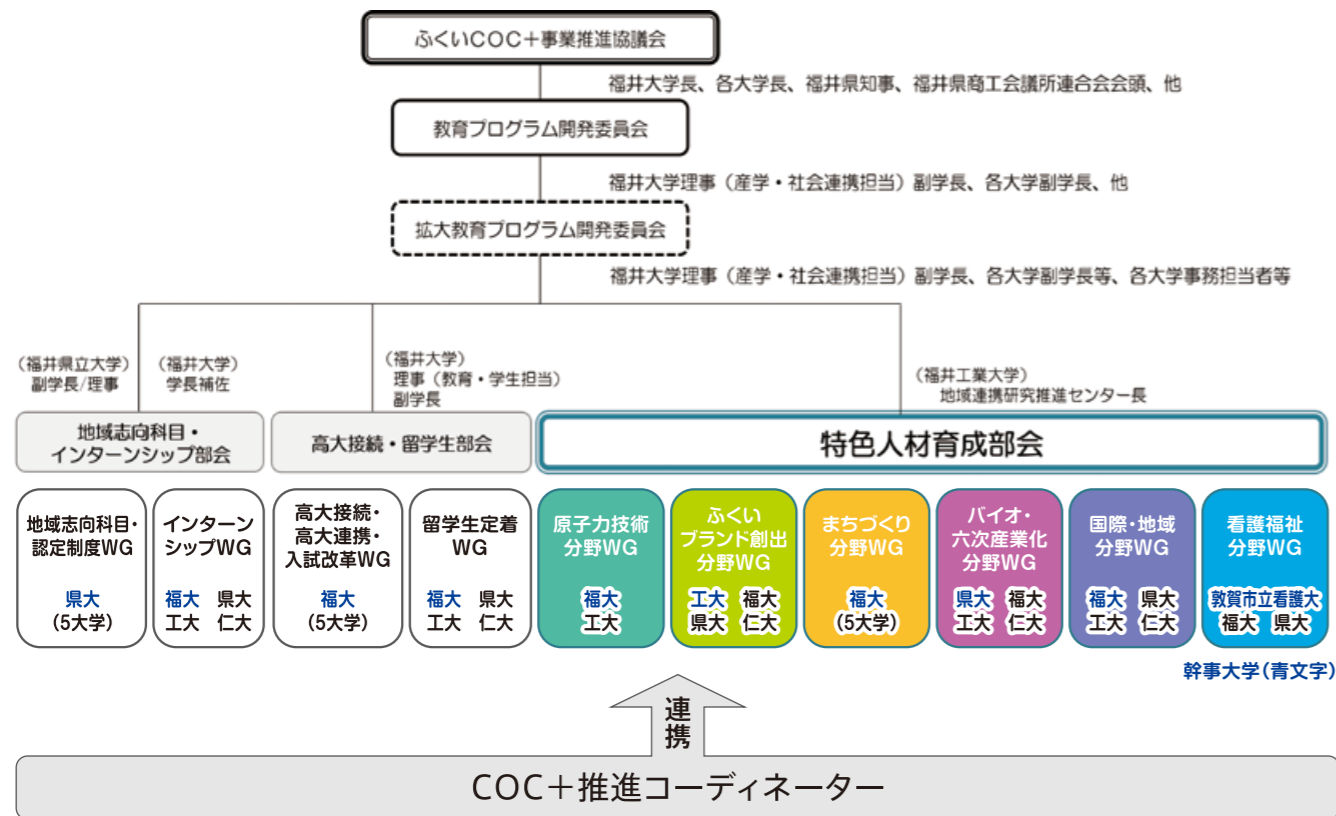 ふくいCOC＋事業推進協議会
福井大学長、各大学長、福井県知事、福井県商工会議所連合会会頭、他
教育プログラム開発委員会
福井大学理事（産学・社会連携担当）副学長、各大学副学長、他
拡大教育プログラム開発委員会
福井大学理事（産学・社会連携担当）副学長、各大学副学長等、各大学事務担当者等
（福井県立大学）
副学長/理事
（福井大学）
学長補佐
（福井大学）
理事（教育・学生担当）
副学長
（福井工業大学）
地域連携研究推進センター長
地域志向科目・
インターンシップ部会
高大接続・留学生部会
特色人材育成部会
地域志向科目・
認定制度WG
県大
(5大学)
インターン
シップWG
福大 県大
工大 仁大
高大接続・
高大連携・
入試改革WG
福大
(5大学)
留学生定着
WG
福大 県大
工大 仁大
原子力技術
分野WG
福大
工大
ふくい
ブランド創出
分野WG
工大 福大
県大 仁大
まちづくり
分野WG
福大
(5大学)
バイオ・
六次産業化
分野WG
県大 福大
工大 仁大
国際・地域
分野WG
福大 県大
工大 仁大
看護福祉
分野WG
敦賀市立看護大
福大 県大
幹事大学(青文字)
連携
COC＋推進コーディネーター